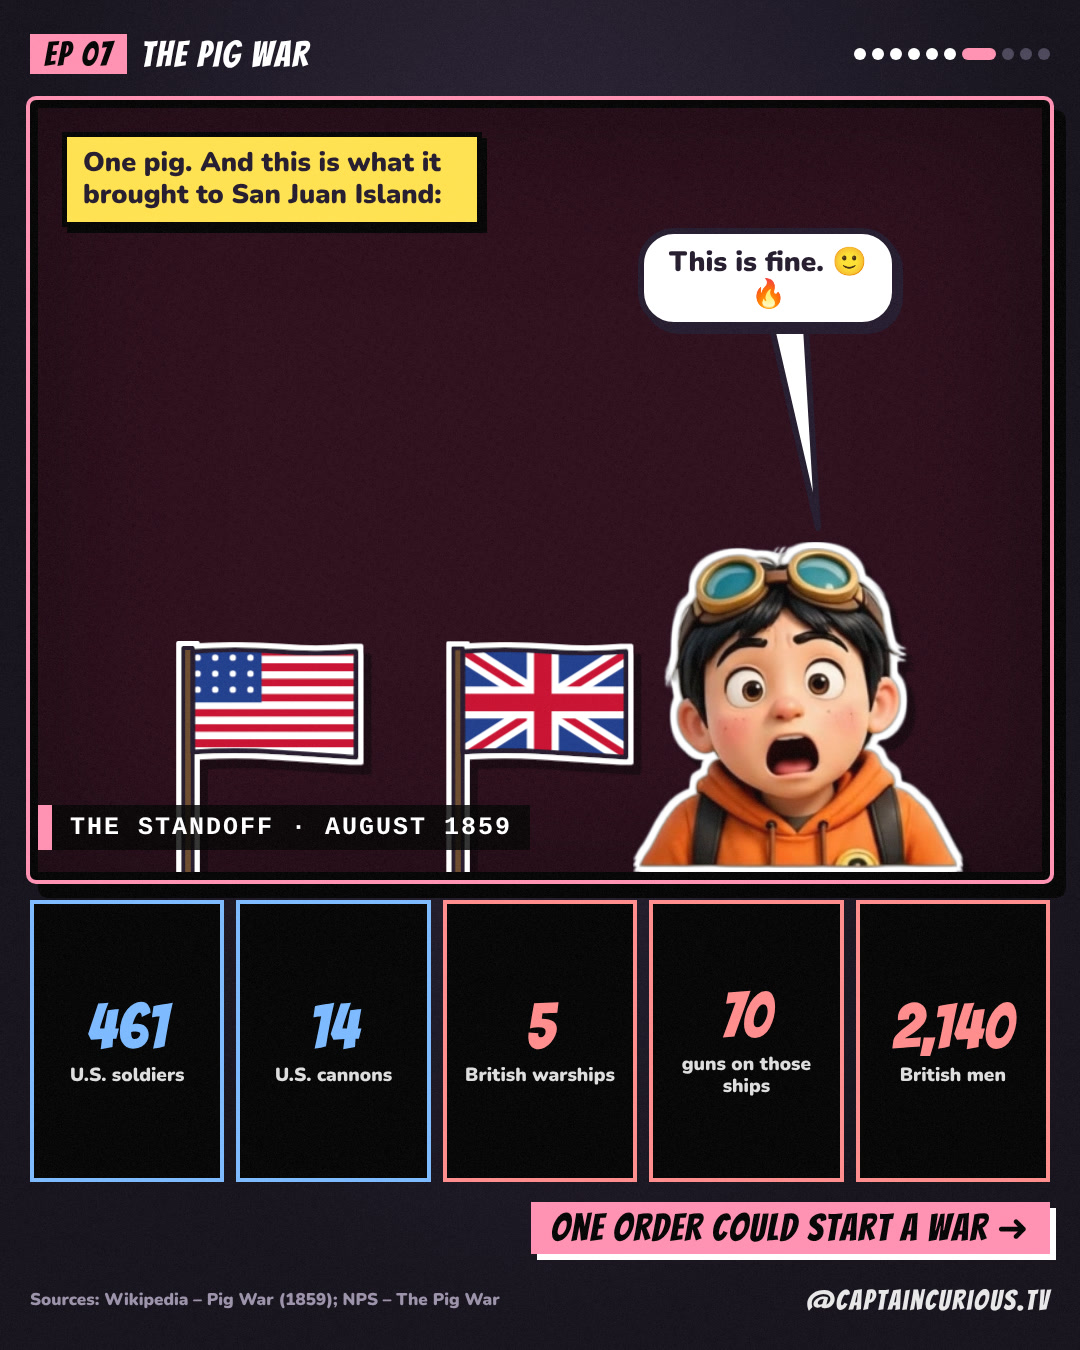 EP 07 THE PIG WAR
One pig. And this is what it
brought to San Juan Island:
This is fine. 🙂
🔥
THE STANDOFF · AUGUST 1859
461
U.S. soldiers
14
U.S. cannons
5
British warships
70
guns on those
ships
2,140
British men
ONE ORDER COULD START A WAR →
Sources: Wikipedia – Pig War (1859); NPS – The Pig War
@CAPTAINCURIOUS.TV